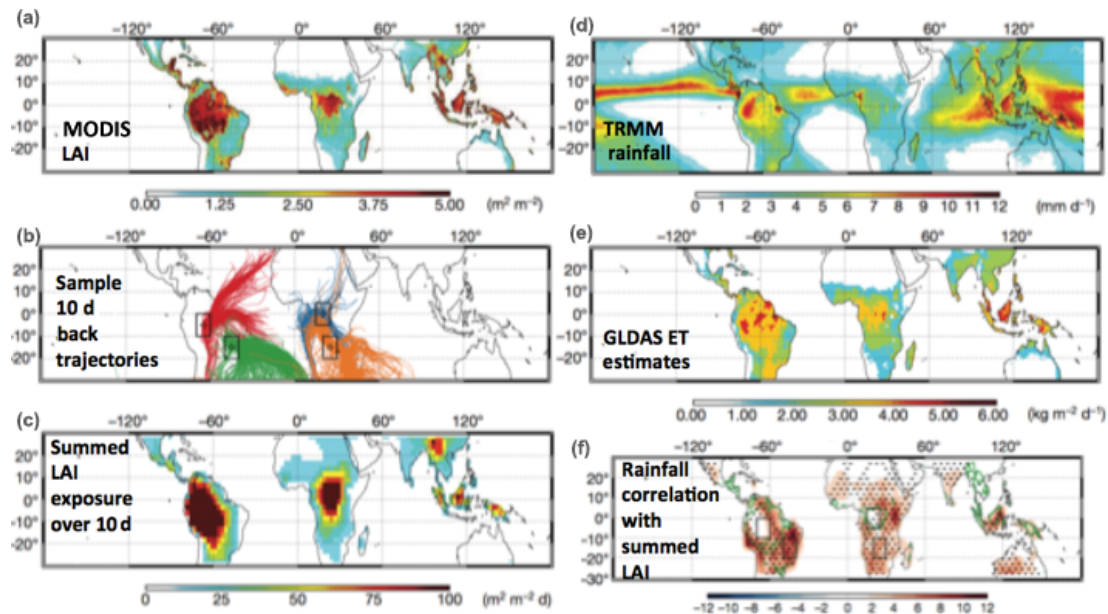 (a)
−120° −60° 0° 60° 120°
20°
10°
0°
−10°
−20°
MODIS
LAI
0.00 1.25 2.50 3.75 5.00 (m² m⁻²)
(b)
−120° −60° 0° 60° 120°
20°
10°
0°
−10°
−20°
Sample
10 d
back
trajectories
(c)
−120° −60° 0° 60° 120°
20°
10°
0°
−10°
−20°
Summed
LAI
exposure
over 10 d
0 25 50 75 100 (m² m⁻² d)
(d)
−120° −60° 0° 60° 120°
20°
10°
0°
−10°
−20°
TRMM
rainfall
0 1 2 3 4 5 6 7 8 9 10 11 12 (mm d⁻¹)
(e)
−120° −60° 0° 60° 120°
20°
10°
0°
−10°
−20°
GLDAS ET
estimates
0.00 1.00 2.00 3.00 4.00 5.00 6.00 (kg m⁻² d⁻¹)
(f)
−120° −60° 0° 60° 120°
30°
20°
10°
0°
−10°
−20°
−30°
Rainfall
correlation
with
summed
LAI
−12 −10 −8 −6 −4 −2 0 2 4 6 8 10 12